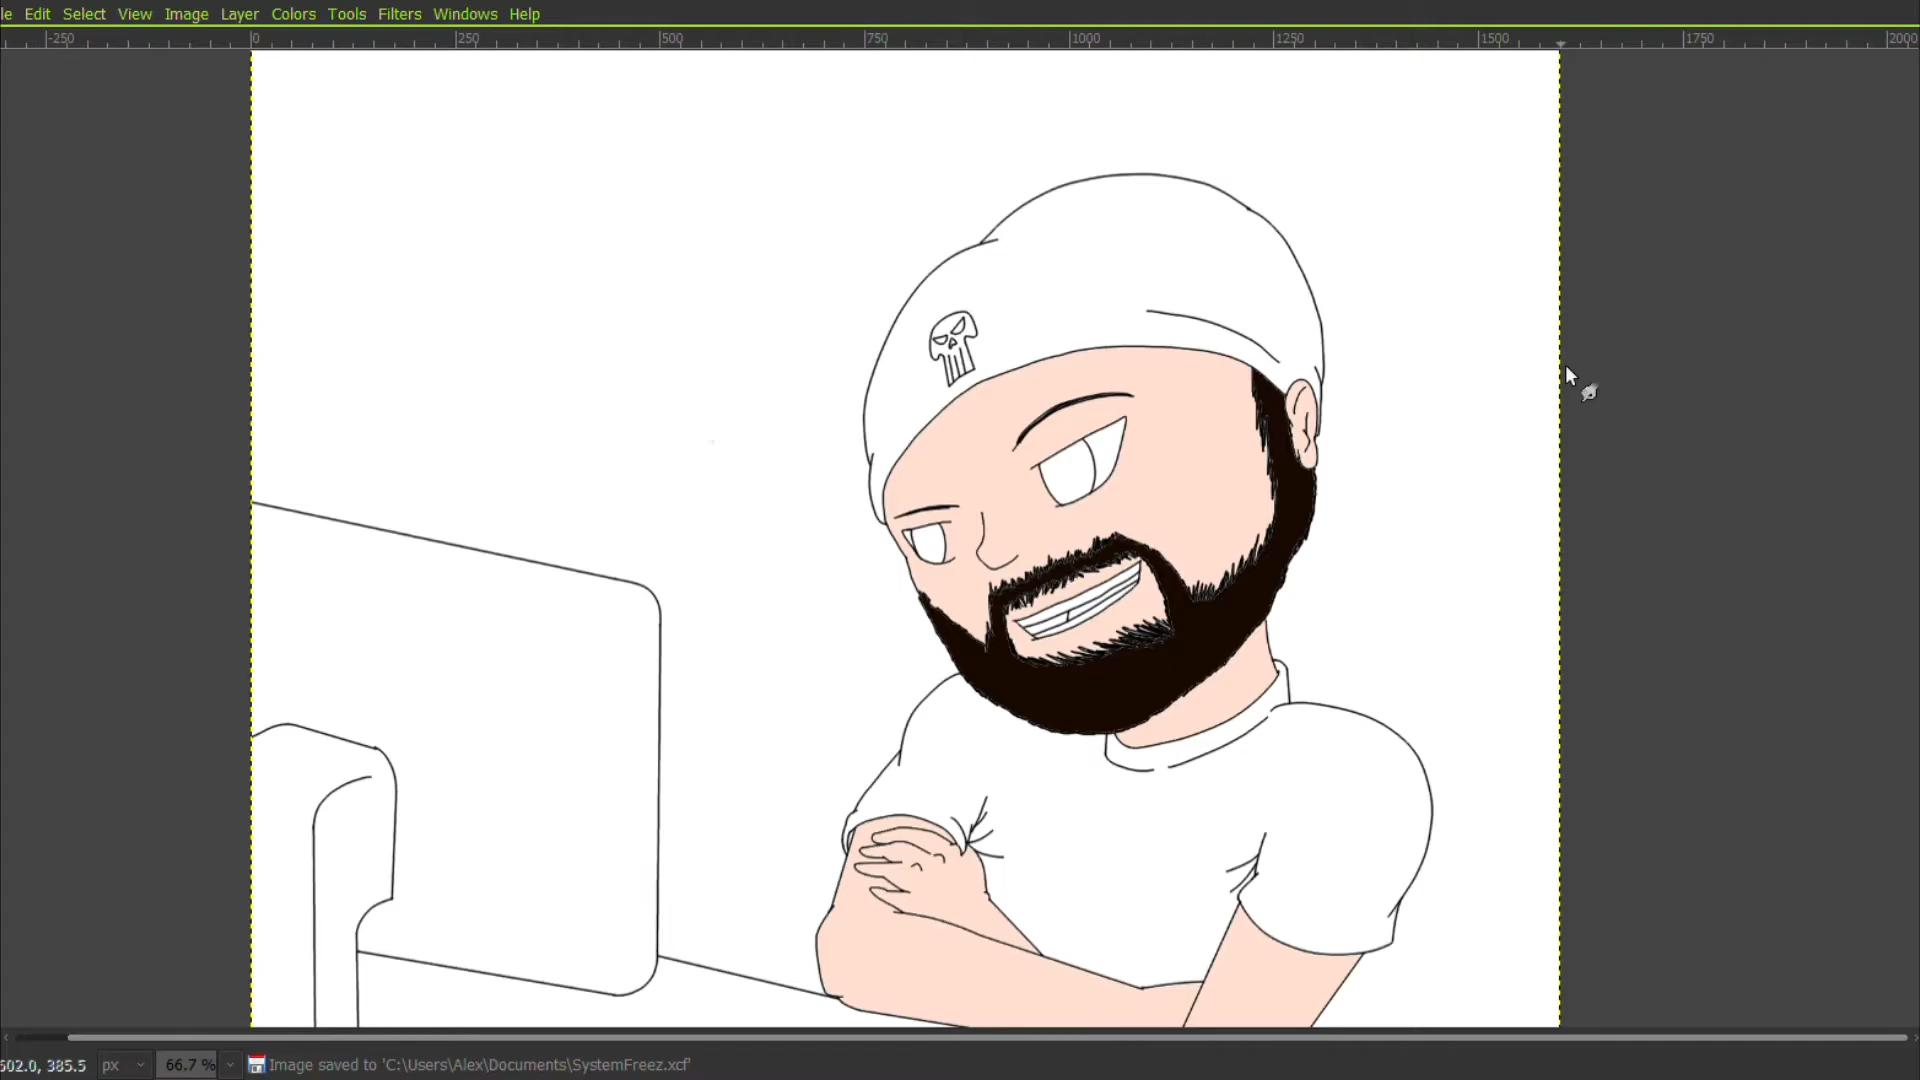 le Edit Select View Image Layer Colors Tools Filters Windows Help
-250 0 250 500 750 1000 1250 1500 1750 2000
602.0, 385.5 px 66.7 % Image saved to 'C:\Users\Alex\Documents\SystemFreez.xcf'